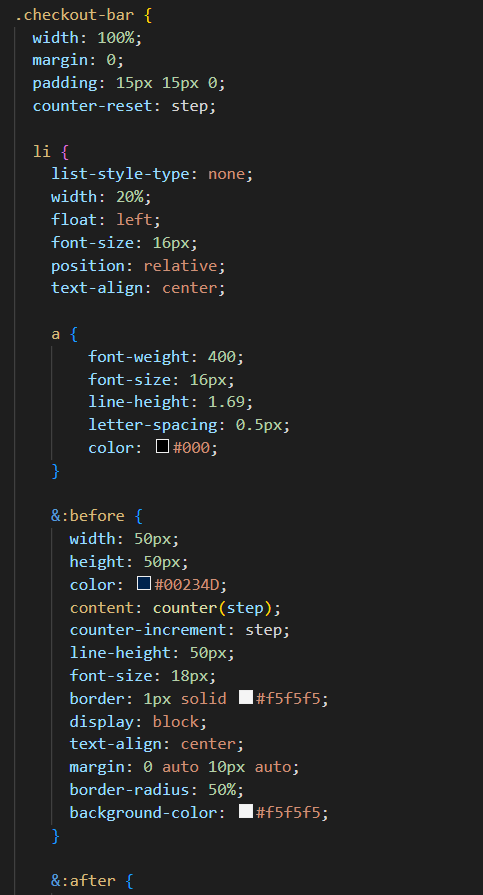 .checkout-bar {
width: 100%;
margin: 0;
padding: 15px 15px 0;
counter-reset: step;
li {
list-style-type: none;
width: 20%;
float: left;
font-size: 16px;
position: relative;
text-align: center;
a {
font-weight: 400;
font-size: 16px;
line-height: 1.69;
letter-spacing: 0.5px;
color: #000;
}
&:before {
width: 50px;
height: 50px;
color: #00234D;
content: counter(step);
counter-increment: step;
line-height: 50px;
font-size: 18px;
border: 1px solid #f5f5f5;
display: block;
text-align: center;
margin: 0 auto 10px auto;
border-radius: 50%;
background-color: #f5f5f5;
}
&:after {